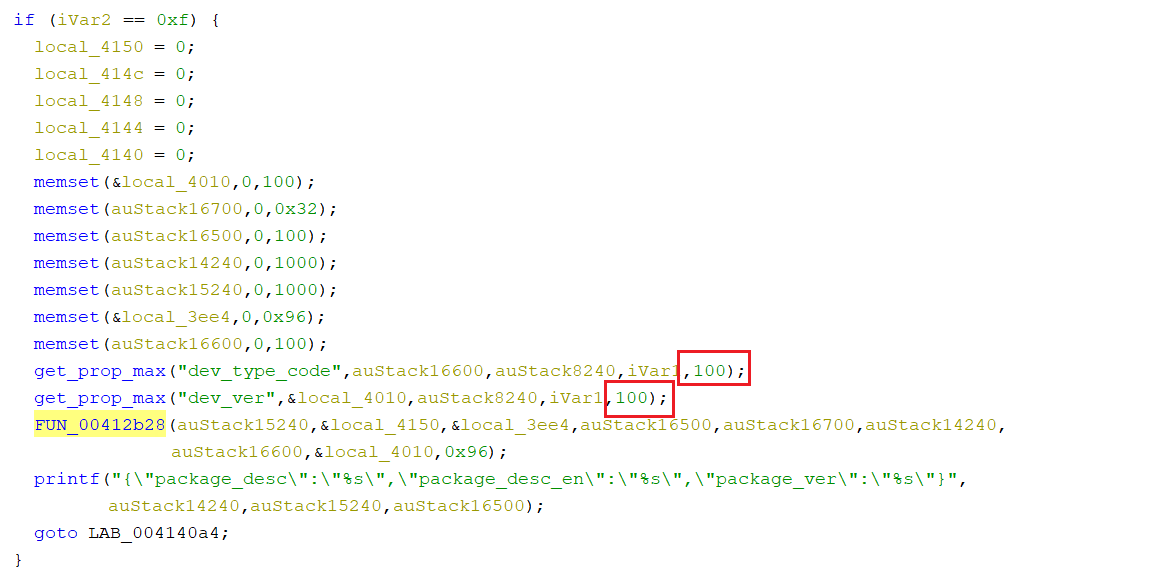 if (iVar2 == 0xf) {
local_4150 = 0;
local_414c = 0;
local_4148 = 0;
local_4144 = 0;
local_4140 = 0;
memset(&local_4010,0,100);
memset(auStack16700,0,0x32);
memset(auStack16500,0,100);
memset(auStack14240,0,1000);
memset(auStack15240,0,1000);
memset(&local_3ee4,0,0x96);
memset(auStack16600,0,100);
get_prop_max("dev_type_code",auStack16600,auStack8240,iVar1,100);
get_prop_max("dev_ver",&local_4010,auStack8240,iVar1,100);
FUN_00412b28(auStack15240,&local_4150,&local_3ee4,auStack16500,auStack16700,auStack14240,
auStack16600,&local_4010,0x96);
printf("{\"package_desc\":\"%s\",\"package_desc_en\":\"%s\",\"package_ver\":\"%s\"}",
auStack14240,auStack15240,auStack16500);
goto LAB_004140a4;
}